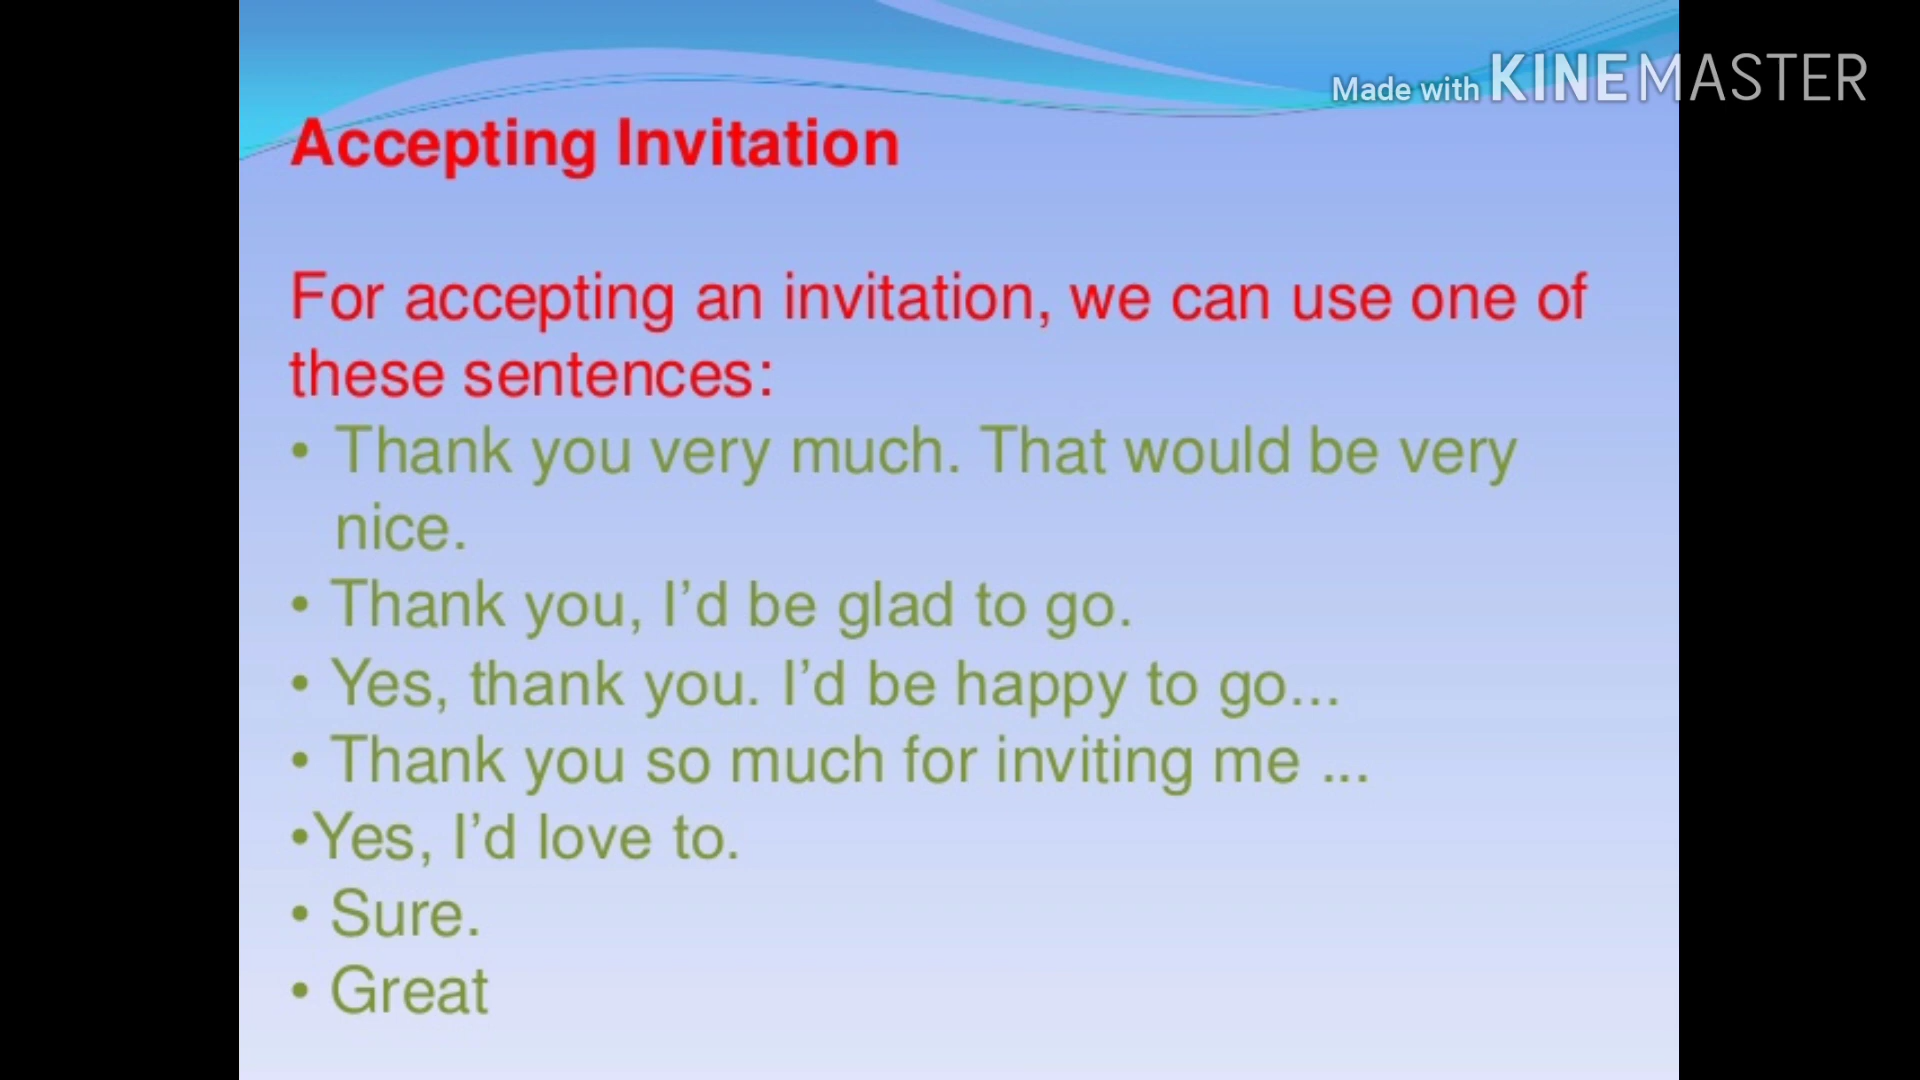 Made with KINEMASTER
Accepting Invitation
For accepting an invitation, we can use one of
these sentences:
• Thank you very much. That would be very
nice.
• Thank you, I’d be glad to go.
• Yes, thank you. I’d be happy to go...
• Thank you so much for inviting me ...
•Yes, I’d love to.
• Sure.
• Great